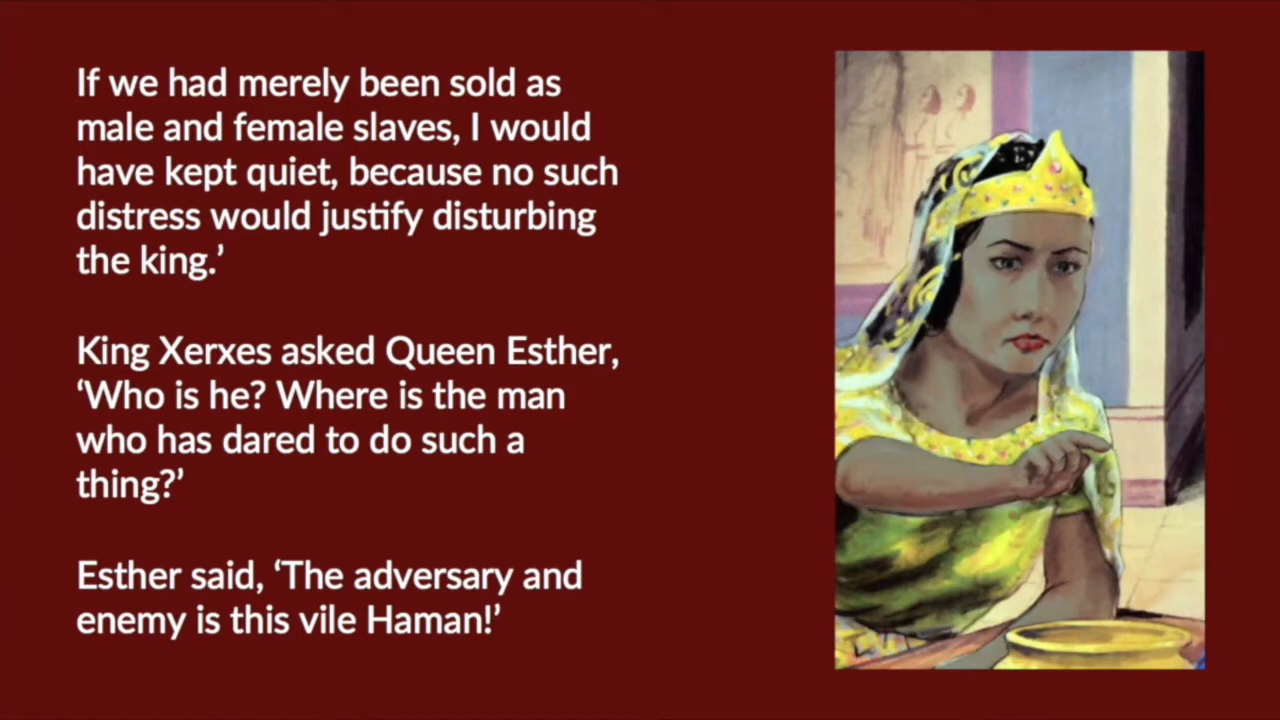 If we had merely been sold as
male and female slaves, I would
have kept quiet, because no such
distress would justify disturbing
the king.’
King Xerxes asked Queen Esther,
‘Who is he? Where is the man
who has dared to do such a
thing?’
Esther said, ‘The adversary and
enemy is this vile Haman!’